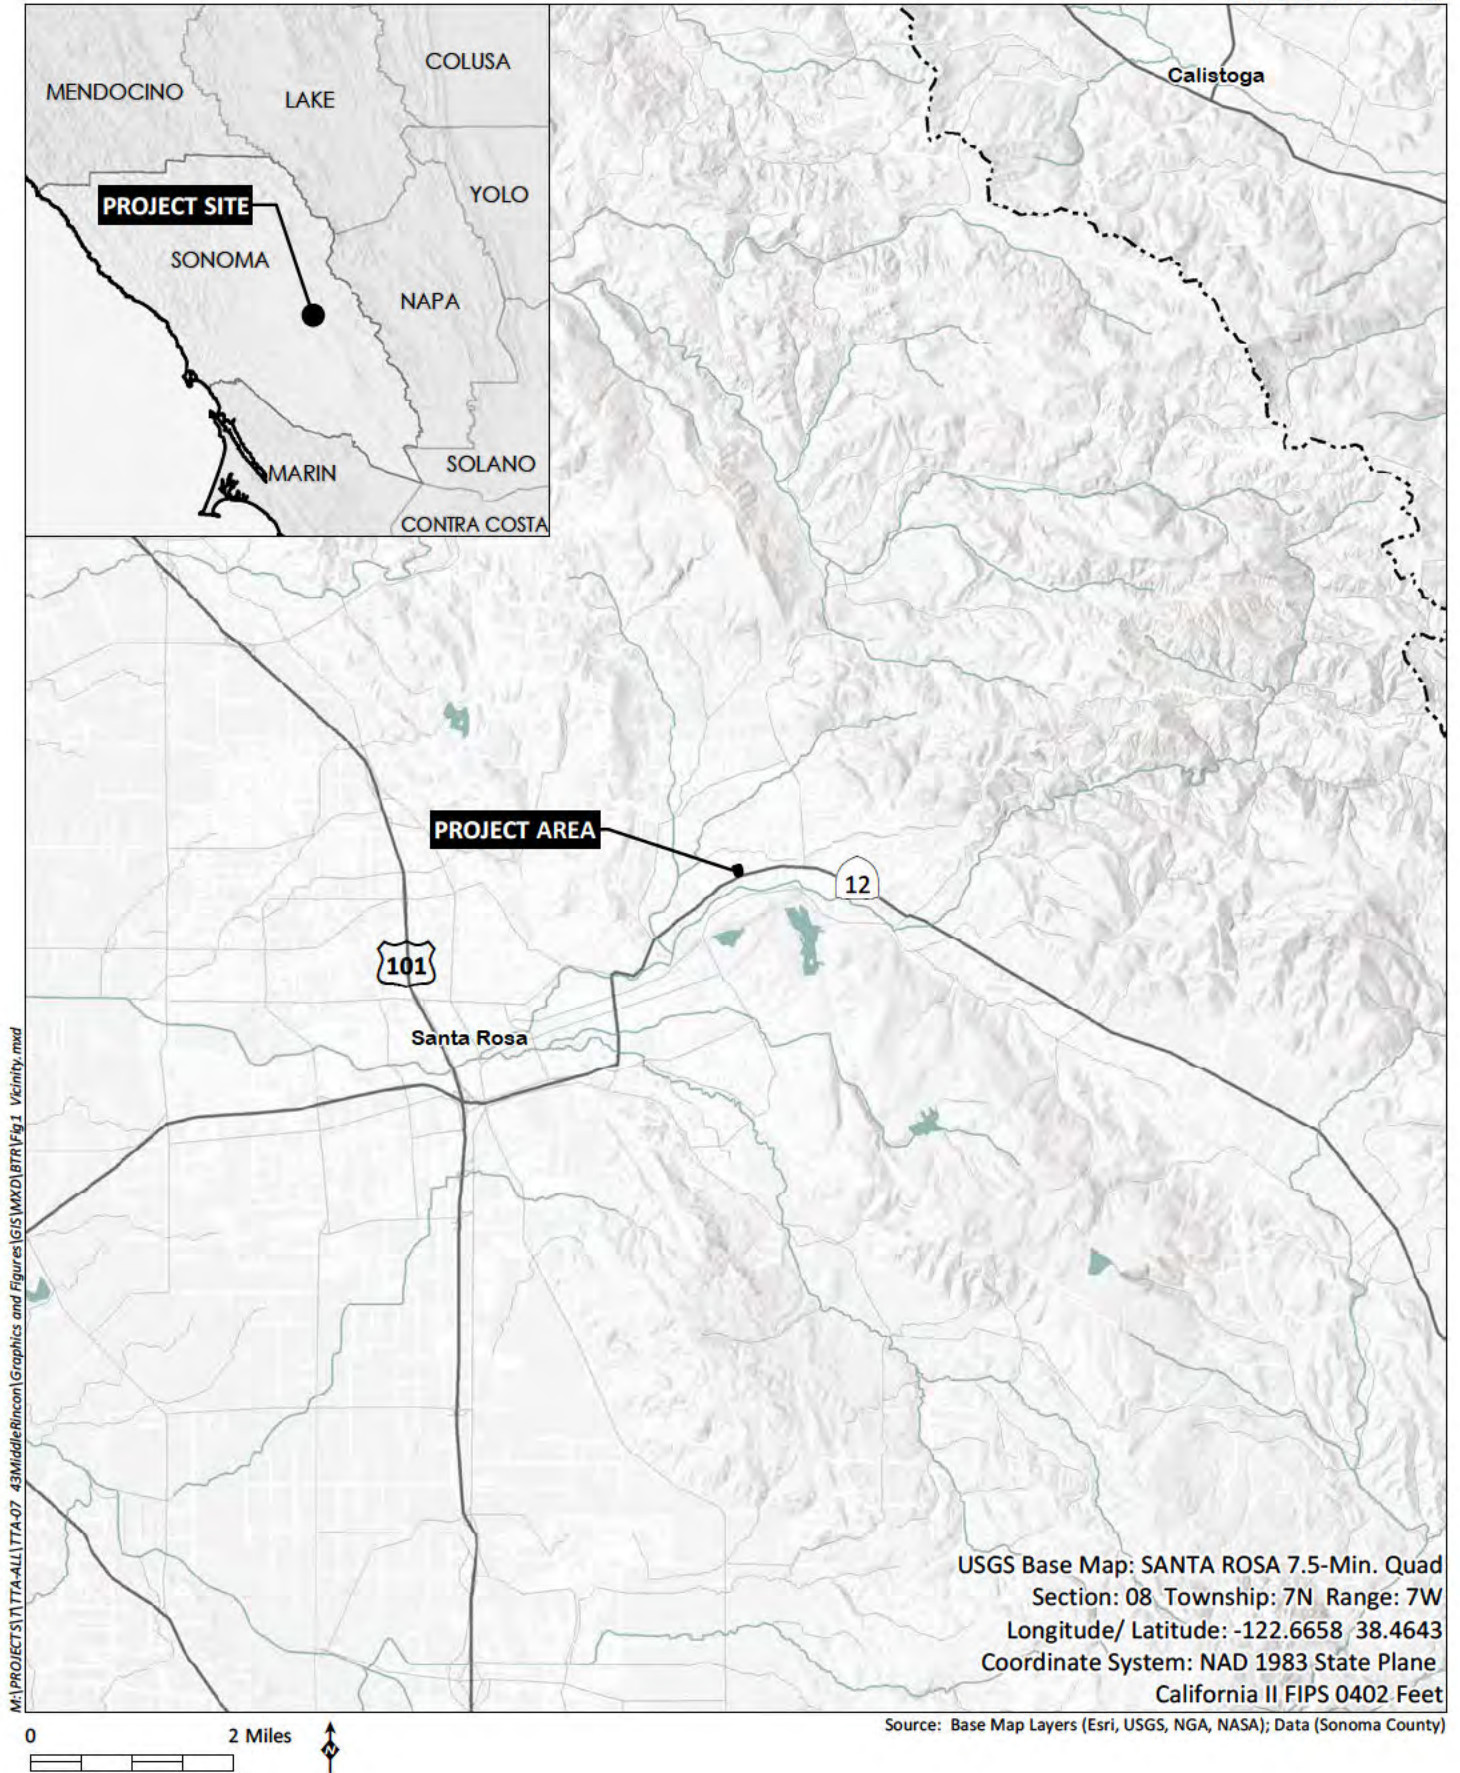 MENDOCINO
LAKE
COLUSA
YOLO
PROJECT SITE
SONOMA
NAPA
MARIN
SOLANO
CONTRA COSTA
Calistoga
PROJECT AREA
12
101
Santa Rosa
USGS Base Map: SANTA ROSA 7.5-Min. Quad
Section: 08 Township: 7N Range: 7W
Longitude/ Latitude: -122.6658 38.4643
Coordinate System: NAD 1983 State Plane
California II FIPS 0402 Feet
Source: Base Map Layers (Esri, USGS, NGA, NASA); Data (Sonoma County)
0 2 Miles
N
M:\PROJECTS\T\TTA-ALL\TTA-07 43MiddleRincon\Graphics and Figures\GIS\MXD\BTR\Fig1 Vicinity.mxd